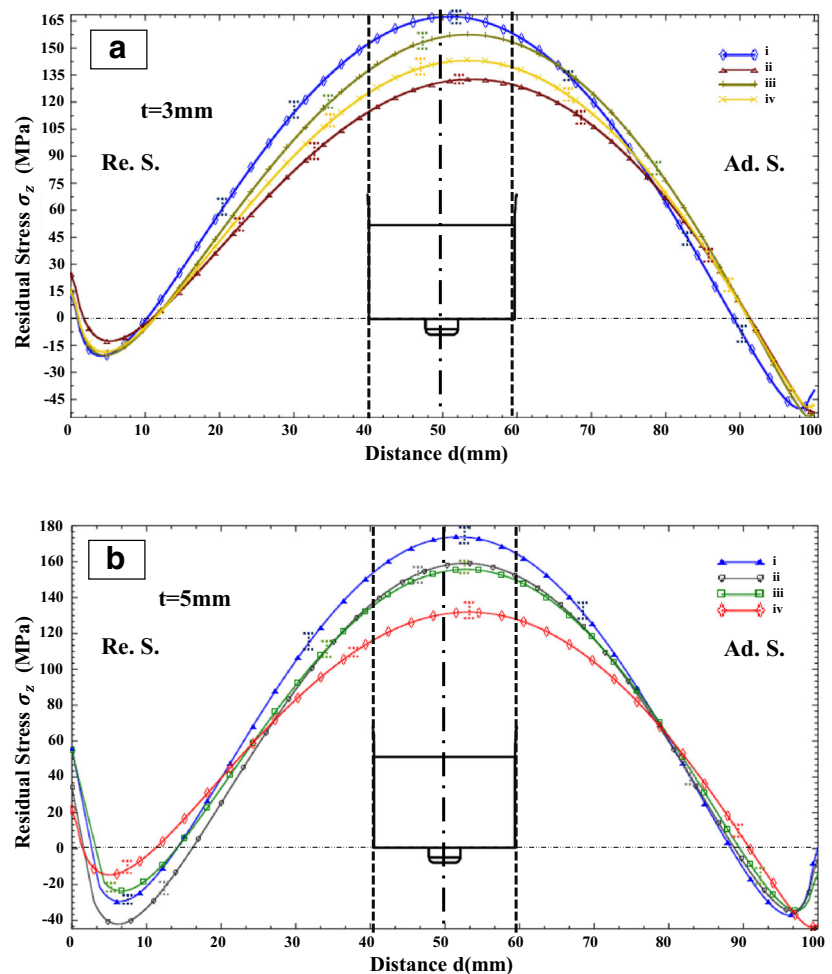 a
t=3mm
Re. S.
Ad. S.
i
ii
iii
iv
Residual Stress σz (MPa)
165
150
135
120
105
90
75
60
45
30
15
0
-15
-30
-45
0
10
20
30
40
50
60
70
80
90
100
Distance d(mm)
b
t=5mm
Re. S.
Ad. S.
i
ii
iii
iv
Residual Stress σz (MPa)
180
160
140
120
100
80
60
40
20
0
-20
-40
0
10
20
30
40
50
60
70
80
90
100
Distance d(mm)